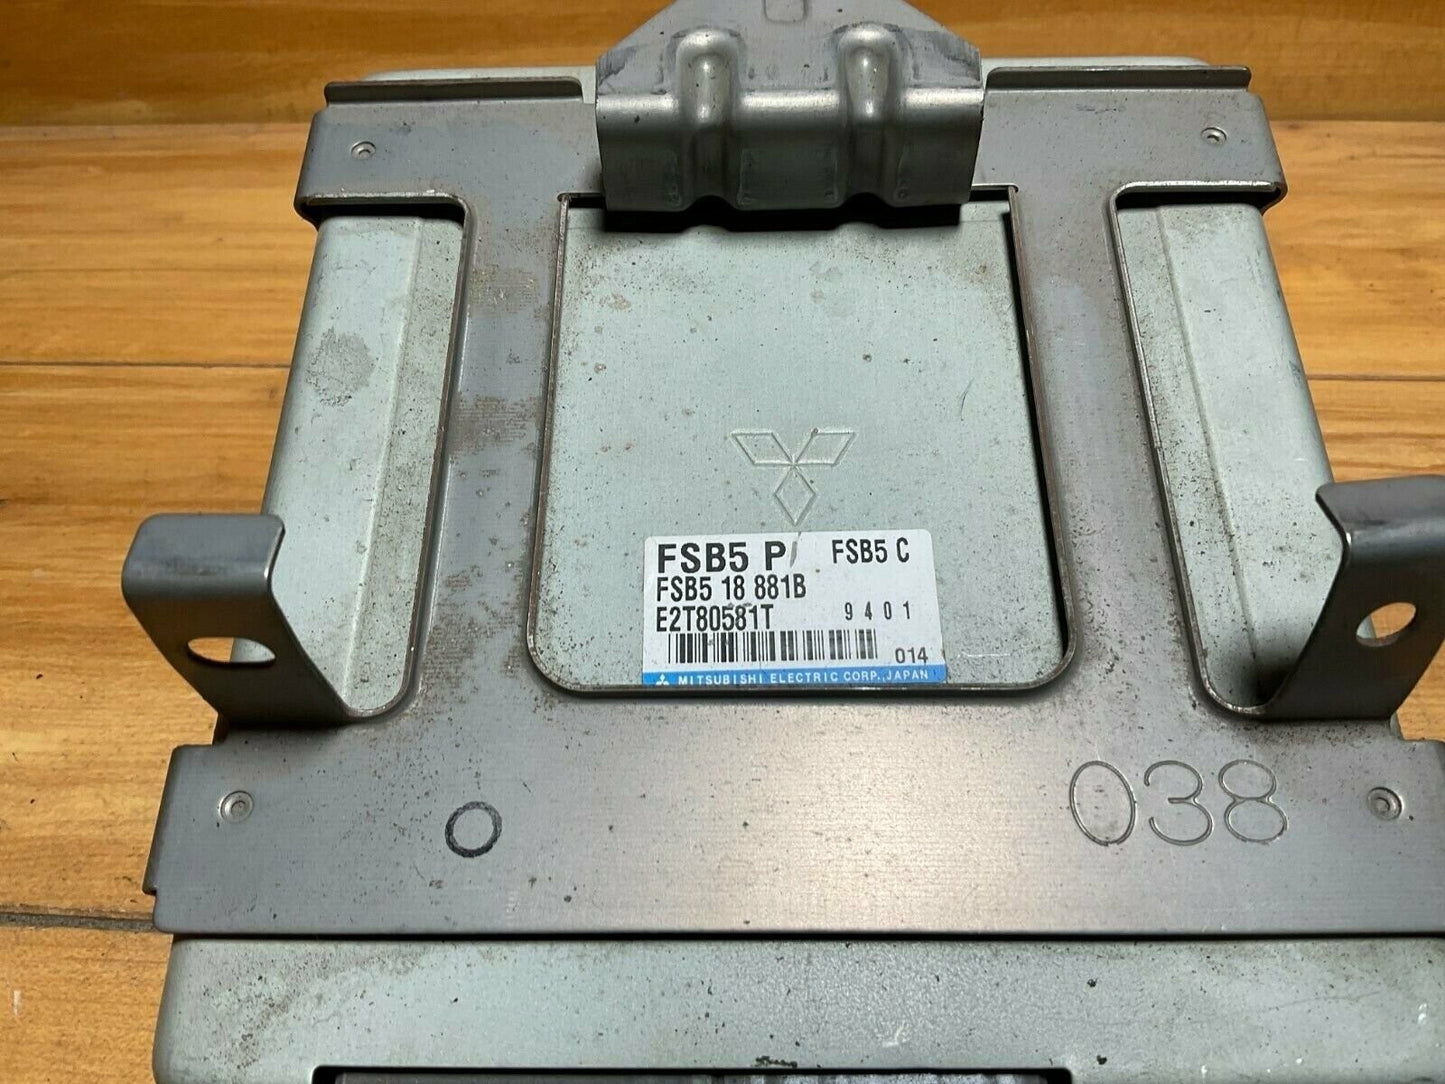 FSB5 P FSB5 C
FSB5 18 881B
E2T80581T 9401
014
MITSUBISHI ELECTRIC CORP., JAPAN
O 038